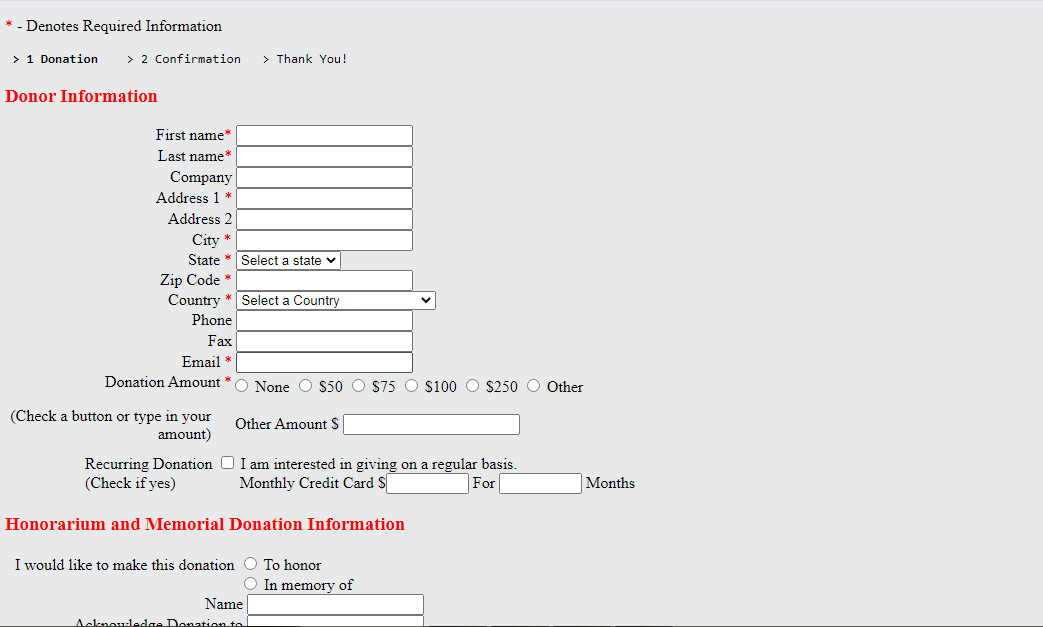 * - Denotes Required Information
> 1 Donation > 2 Confirmation > Thank You!
Donor Information
First name*
Last name*
Company
Address 1 *
Address 2
City *
State * Select a state
Zip Code *
Country * Select a Country
Phone
Fax
Email *
Donation Amount * None $50 $75 $100 $250 Other
(Check a button or type in your
amount)
Other Amount $
Recurring Donation I am interested in giving on a regular basis.
(Check if yes) Monthly Credit Card $ For Months
Honorarium and Memorial Donation Information
I would like to make this donation To honor
In memory of
Name
Acknowledge Donation to